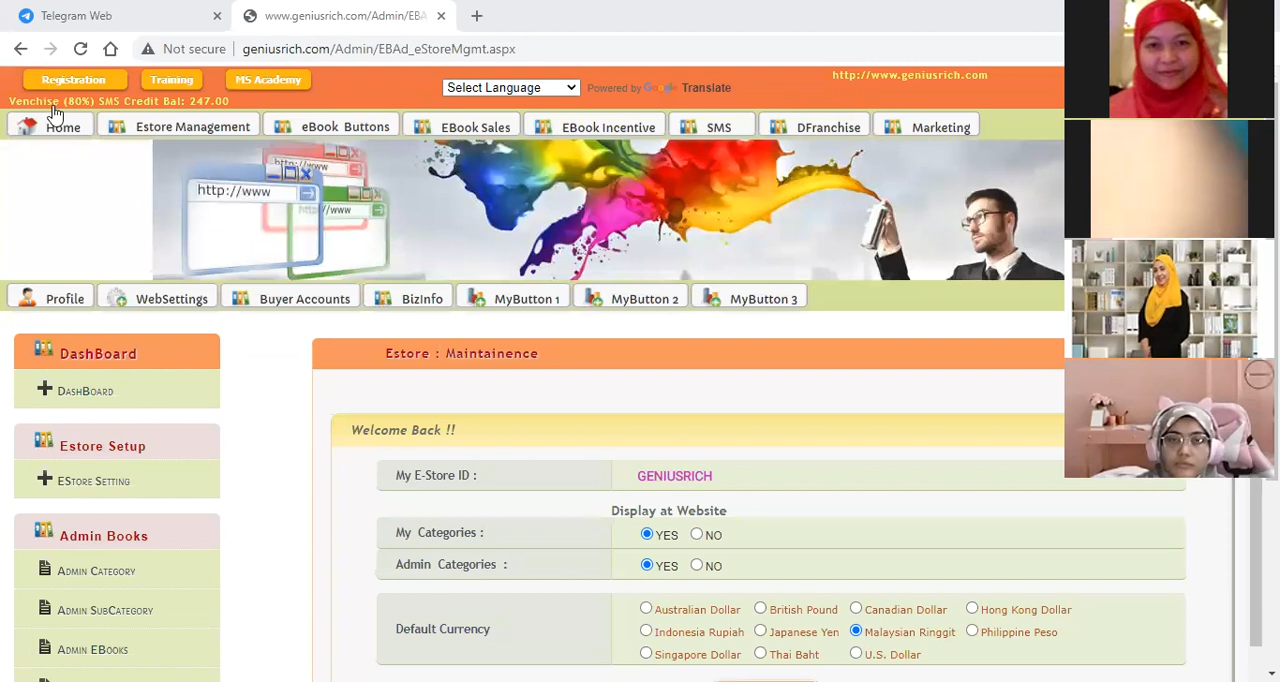 Telegram Web
www.geniusrich.com/Admin/EBA
Not secure geniusrich.com/Admin/EBAd_eStoreMgmt.aspx
Registration Training MS Academy
Select Language Powered by Google Translate
http://www.geniusrich.com
Venchise (80%) SMS Credit Bal: 247.00
Home Estore Management eBook Buttons EBook Sales EBook Incentive SMS DFranchise Marketing
http://www
http://www
http://www
Profile WebSettings Buyer Accounts BizInfo MyButton 1 MyButton 2 MyButton 3
DashBoard
DashBoard
Estore Setup
EStore Setting
Admin Books
Admin Category
Admin SubCategory
Admin EBooks
Estore : Maintainence
Welcome Back !!
My E-Store ID : GENIUSRICH
Display at Website
My Categories : YES NO
Admin Categories : YES NO
Default Currency
Australian Dollar British Pound Canadian Dollar Hong Kong Dollar
Indonesia Rupiah Japanese Yen Malaysian Ringgit Philippine Peso
Singapore Dollar Thai Baht U.S. Dollar